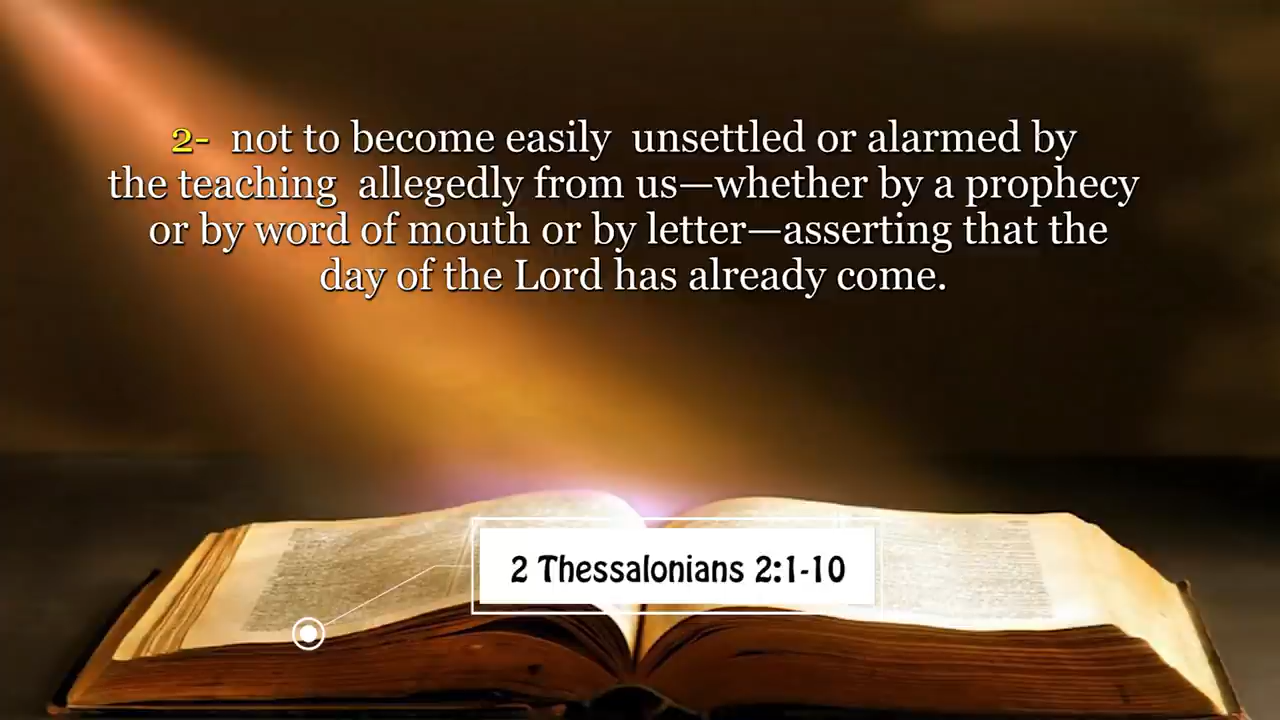 2- not to become easily unsettled or alarmed by
the teaching allegedly from us—whether by a prophecy
or by word of mouth or by letter—asserting that the
day of the Lord has already come.
2 Thessalonians 2:1-10